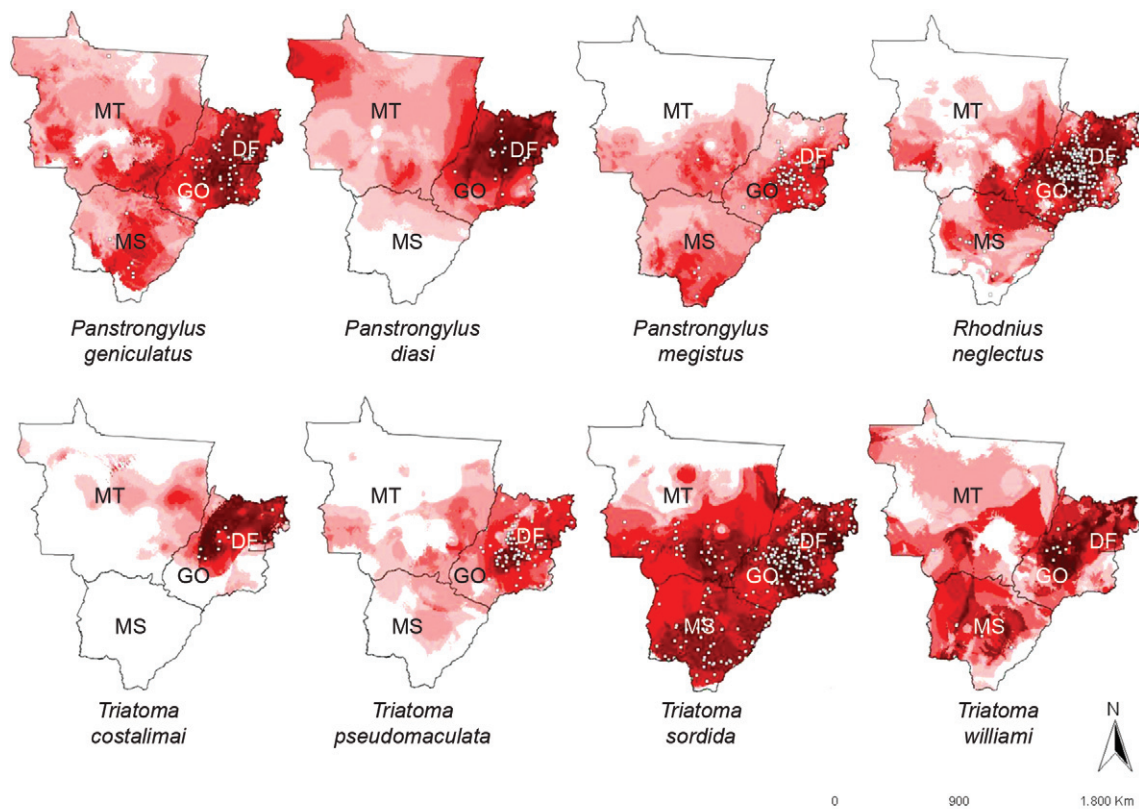 MT
DF
GO
MS
Panstrongylus
geniculatus
MT
DF
GO
MS
Panstrongylus
diasi
MT
DF
GO
MS
Panstrongylus
megistus
MT
DF
GO
MS
Rhodnius
neglectus
MT
DF
GO
MS
Triatoma
costalimai
MT
DF
GO
MS
Triatoma
pseudomaculata
MT
DF
GO
MS
Triatoma
sordida
MT
DF
GO
MS
Triatoma
williami
N
0 900 1.800 Km